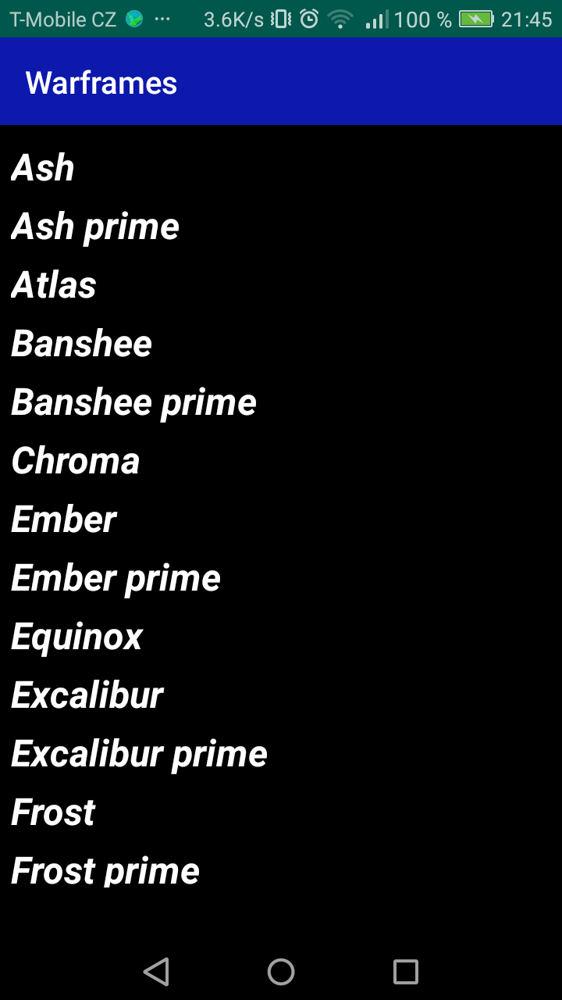 T-Mobile CZ ... 3.6K/s 100 % 21:45
Warframes
Ash
Ash prime
Atlas
Banshee
Banshee prime
Chroma
Ember
Ember prime
Equinox
Excalibur
Excalibur prime
Frost
Frost prime